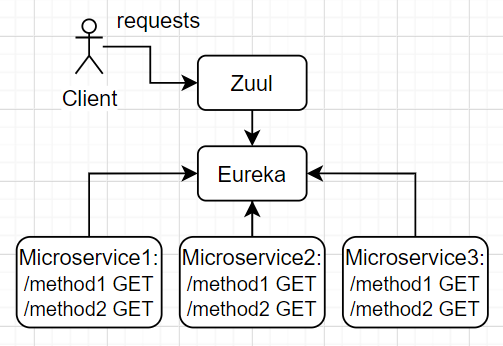 requests
Client
Zuul
Eureka
Microservice1:
/method1 GET
/method2 GET
Microservice2:
/method1 GET
/method2 GET
Microservice3:
/method1 GET
/method2 GET